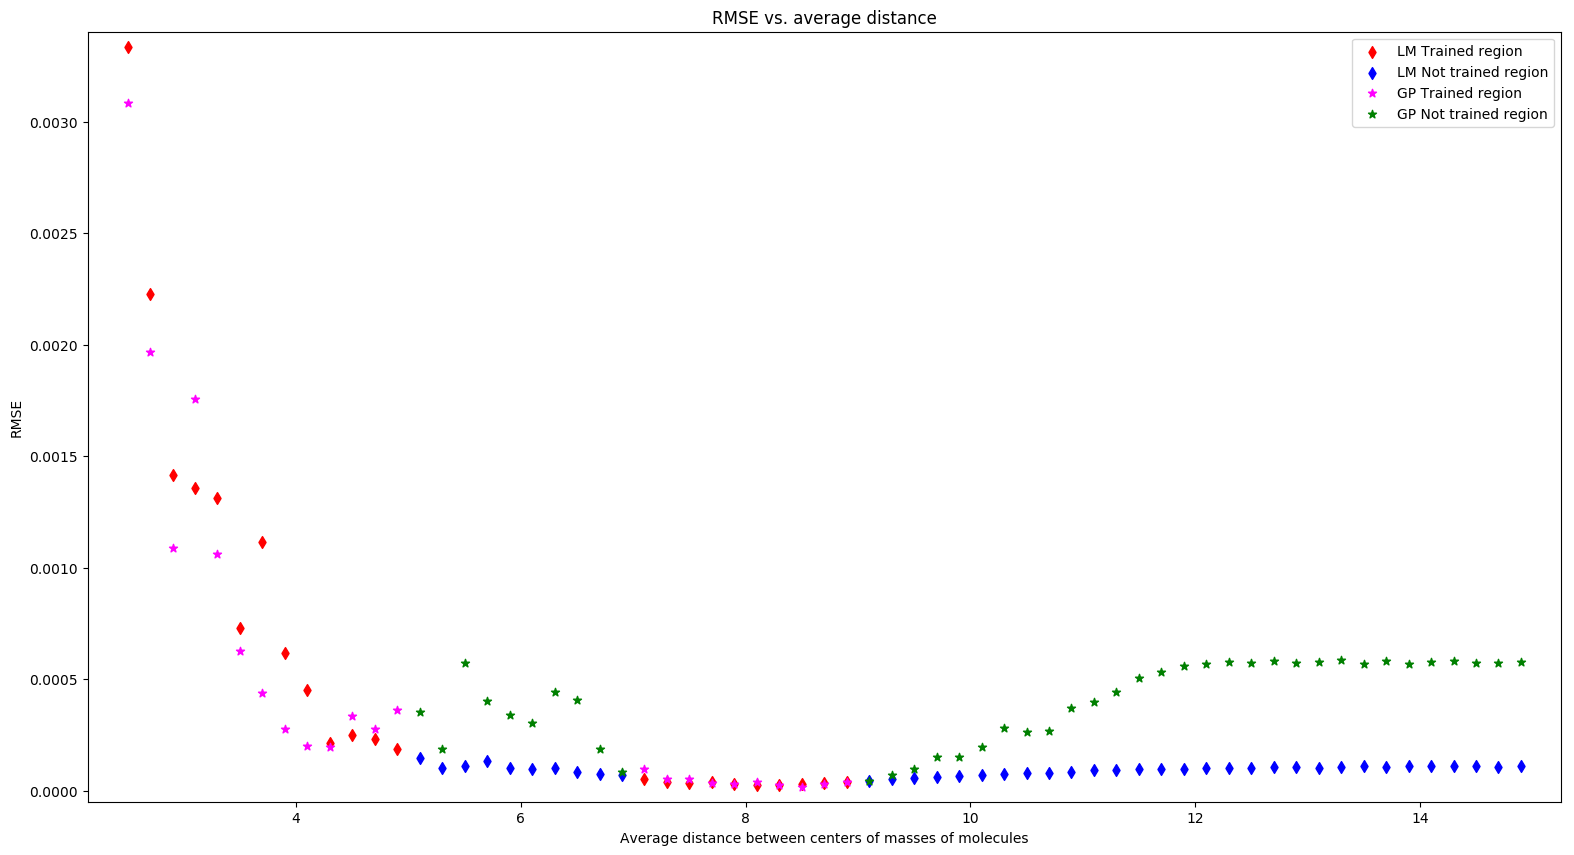 RMSE vs. average distance
LM Trained region
LM Not trained region
GP Trained region
GP Not trained region
RMSE
0.0030
0.0025
0.0020
0.0015
0.0010
0.0005
0.0000
4 6 8 10 12 14
Average distance between centers of masses of molecules